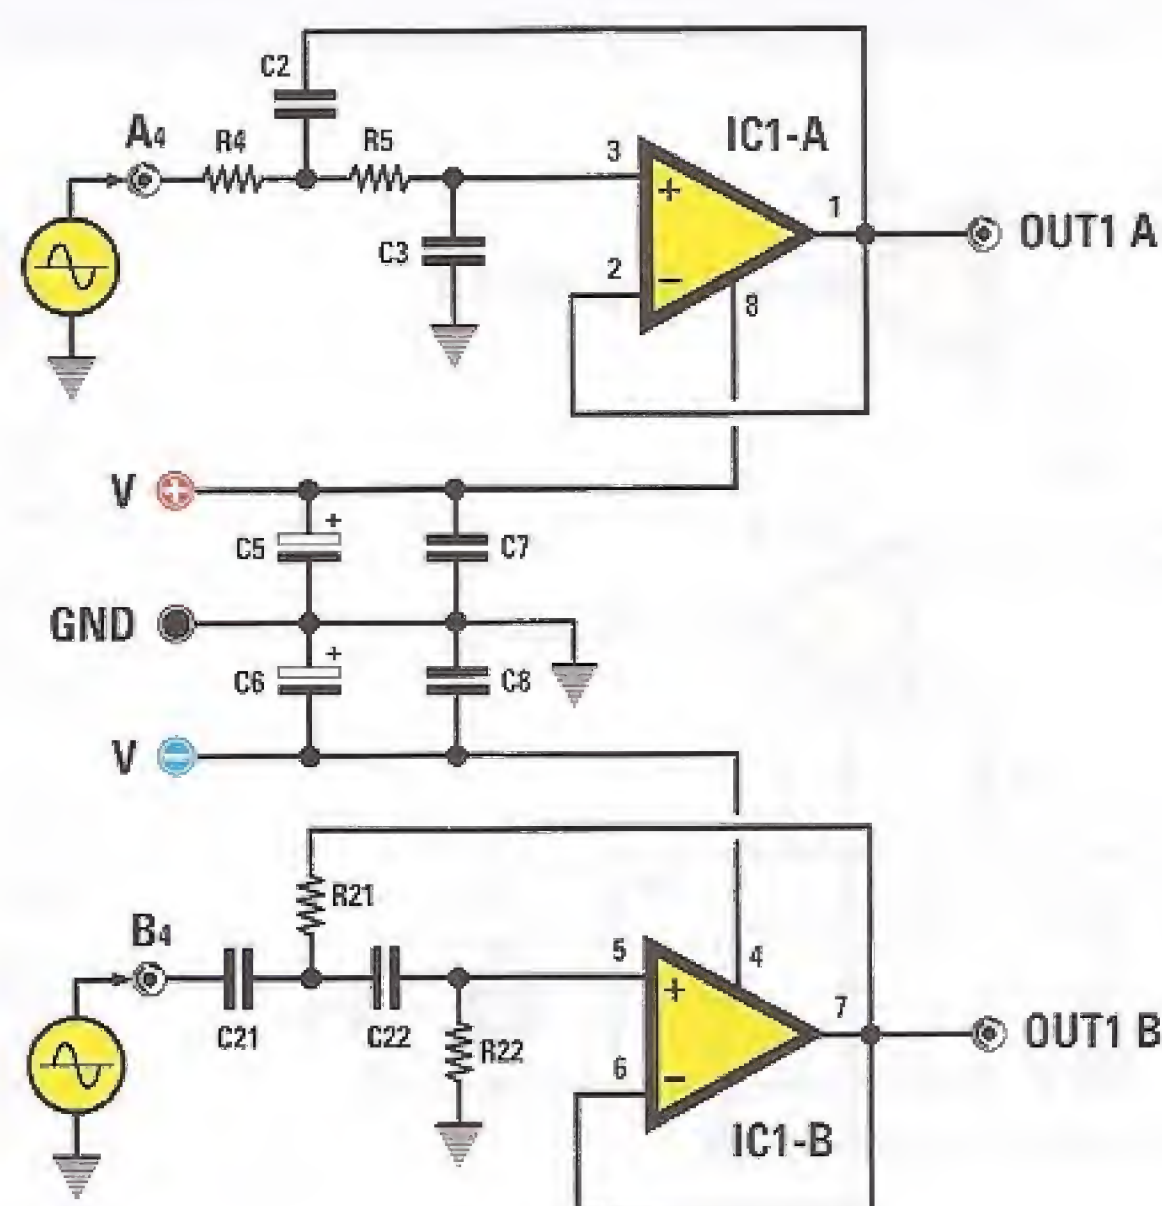 C2
A4
R4
R5
3
IC1-A
+
1
OUT1 A
C3
2
−
8
V +
+
C5
C7
GND
+
C6
C8
V −
R21
B4
5
4
+
7
OUT1 B
C21
C22
R22
6
−
IC1-B